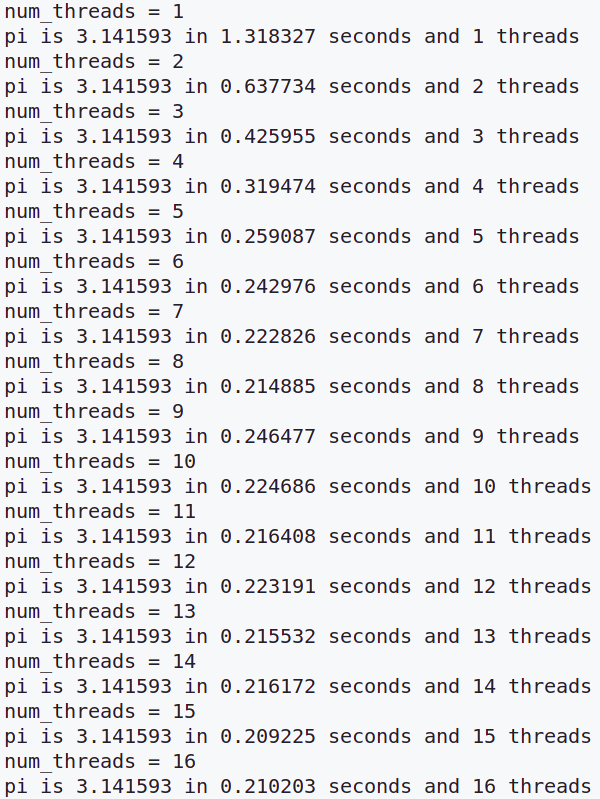 num_threads = 1
pi is 3.141593 in 1.318327 seconds and 1 threads
num_threads = 2
pi is 3.141593 in 0.637734 seconds and 2 threads
num_threads = 3
pi is 3.141593 in 0.425955 seconds and 3 threads
num_threads = 4
pi is 3.141593 in 0.319474 seconds and 4 threads
num_threads = 5
pi is 3.141593 in 0.259087 seconds and 5 threads
num_threads = 6
pi is 3.141593 in 0.242976 seconds and 6 threads
num_threads = 7
pi is 3.141593 in 0.222826 seconds and 7 threads
num_threads = 8
pi is 3.141593 in 0.214885 seconds and 8 threads
num_threads = 9
pi is 3.141593 in 0.246477 seconds and 9 threads
num_threads = 10
pi is 3.141593 in 0.224686 seconds and 10 threads
num_threads = 11
pi is 3.141593 in 0.216408 seconds and 11 threads
num_threads = 12
pi is 3.141593 in 0.223191 seconds and 12 threads
num_threads = 13
pi is 3.141593 in 0.215532 seconds and 13 threads
num_threads = 14
pi is 3.141593 in 0.216172 seconds and 14 threads
num_threads = 15
pi is 3.141593 in 0.209225 seconds and 15 threads
num_threads = 16
pi is 3.141593 in 0.210203 seconds and 16 threads